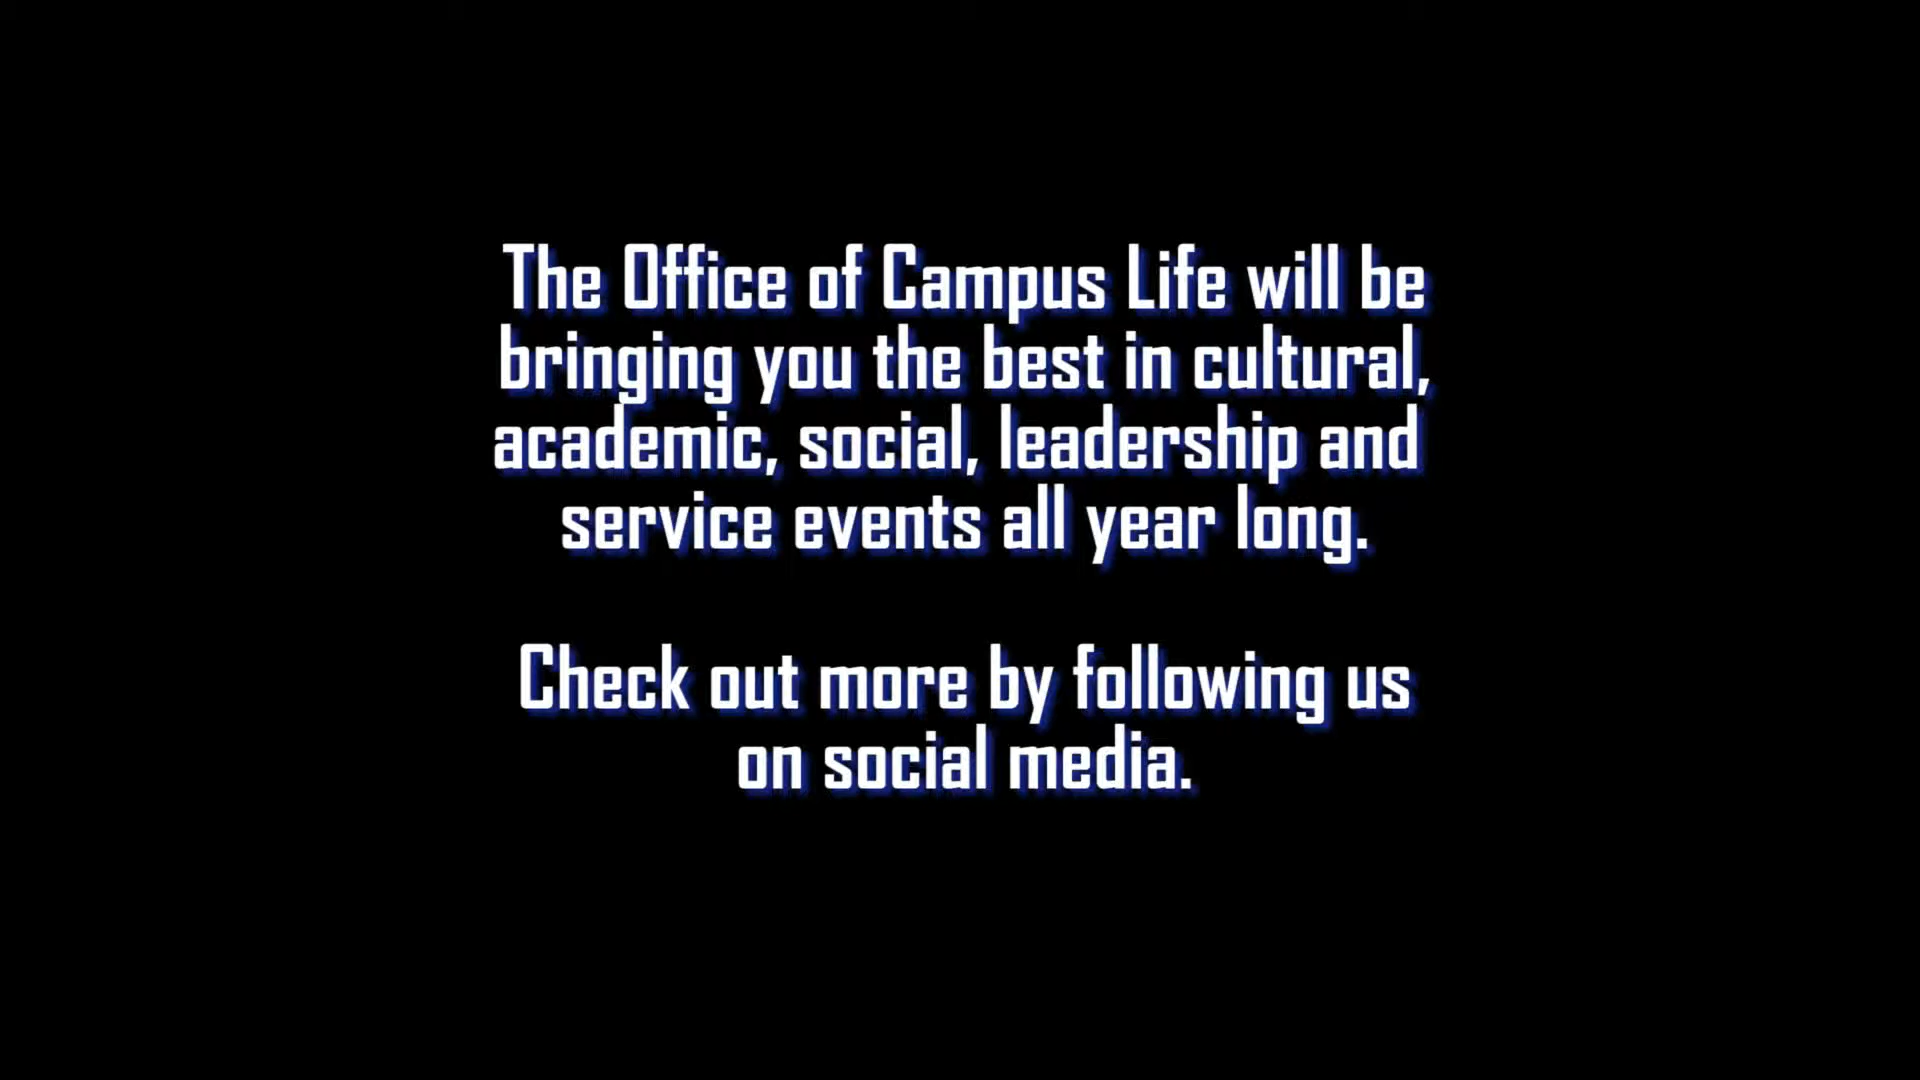 The Office of Campus Life will be
bringing you the best in cultural,
academic, social, leadership and
service events all year long.
Check out more by following us
on social media.